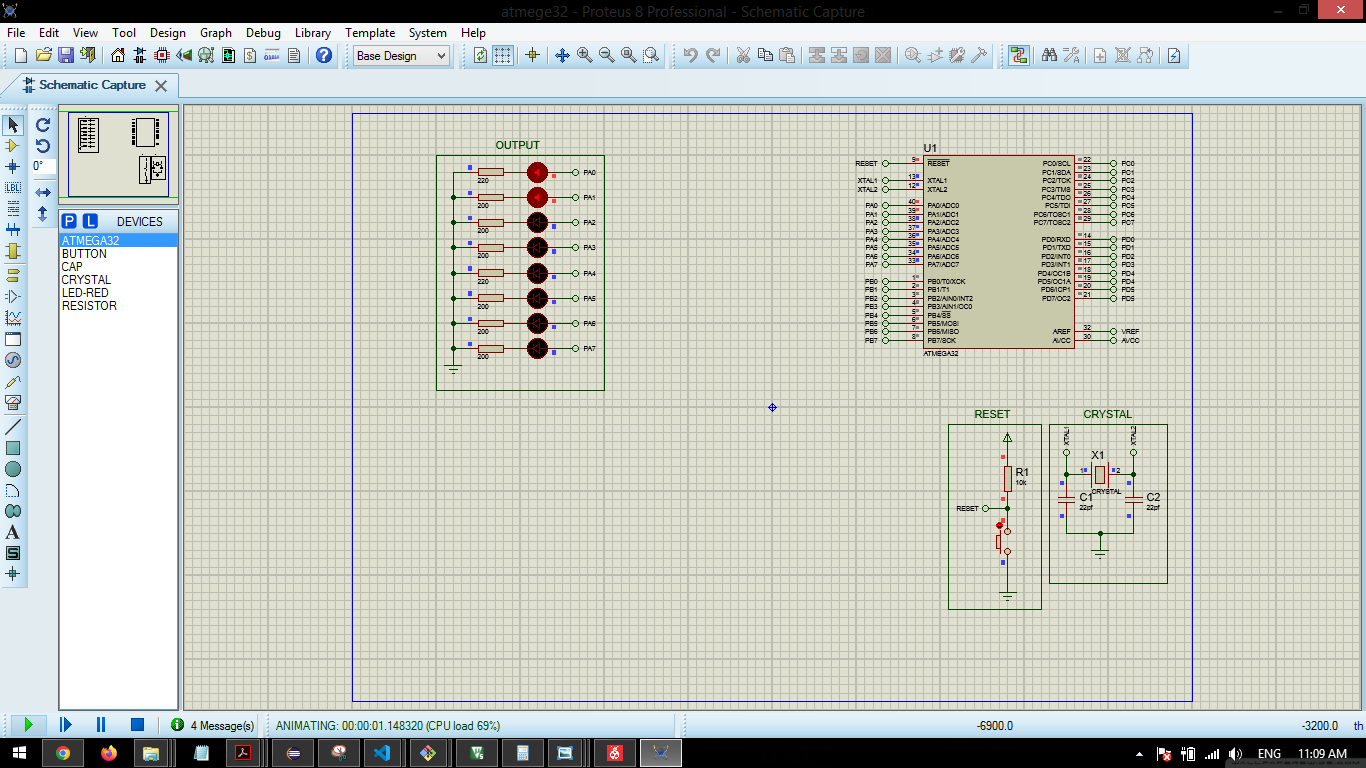 atmege32 - Proteus 8 Professional - Schematic Capture
File Edit View Tool Design Graph Debug Library Template System Help
Base Design
Schematic Capture
0°
P L DEVICES
ATMEGA32
BUTTON
CAP
CRYSTAL
LED-RED
RESISTOR
OUTPUT
220 PA0
200 PA1
200 PA2
200 PA3
220 PA4
200 PA5
200 PA6
200 PA7
U1
RESET 9 RESET PC0/SCL 22 PC0
PC1/SDA 23 PC1
XTAL1 13 XTAL1 PC2/TCK 24 PC2
XTAL2 12 XTAL2 PC3/TMS 25 PC3
PC4/TDO 26 PC4
PA0 40 PA0/ADC0 PC5/TDI 27 PC5
PA1 39 PA1/ADC1 PC6/TOSC1 28 PC6
PA2 38 PA2/ADC2 PC7/TOSC2 29 PC7
PA3 37 PA3/ADC3
PA4 36 PA4/ADC4 PD0/RXD 14 PD0
PA5 35 PA5/ADC5 PD1/TXD 15 PD1
PA6 34 PA6/ADC6 PD2/INT0 16 PD2
PA7 33 PA7/ADC7 PD3/INT1 17 PD3
PD4/OC1B 18 PD4
PB0 1 PB0/T0/XCK PD5/OC1A 19 PD4
PB1 2 PB1/T1 PD6/ICP1 20 PD5
PB2 3 PB2/AIN0/INT2 PD7/OC2 21 PD5
PB3 4 PB3/AIN1/OC0
PB4 5 PB4/SS
PB5 6 PB5/MOSI
PB6 7 PB6/MISO AREF 32 VREF
PB7 8 PB7/SCK AVCC 30 AVCC
ATMEGA32
RESET CRYSTAL
XTAL1 XTAL2
X1
1 2
CRYSTAL
R1
10k
C1
22pf
C2
22pf
RESET
4 Message(s) ANIMATING: 00:00:01.148320 (CPU load 69%) -6900.0 -3200.0 th
ENG 11:09 AM